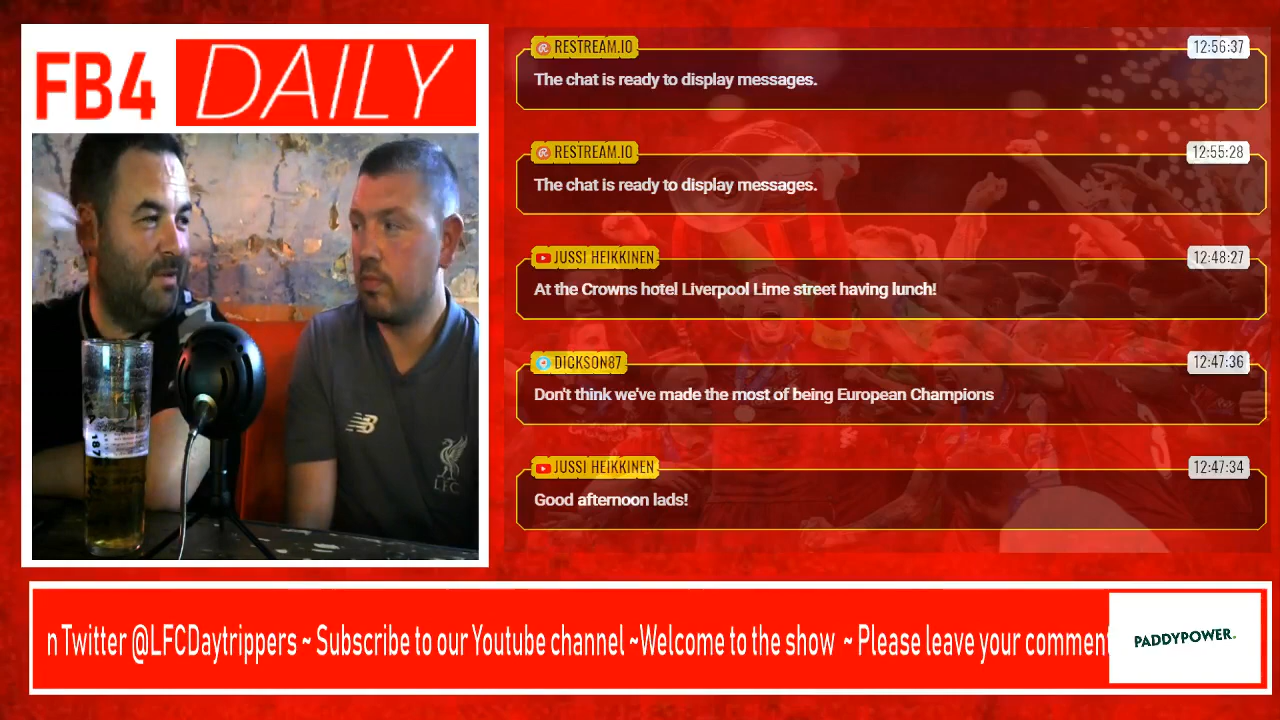 FB4 DAILY
RESTREAM.IO 12:56:37
The chat is ready to display messages.
RESTREAM.IO 12:55:28
The chat is ready to display messages.
JUSSI HEIKKINEN 12:48:27
At the Crowns hotel Liverpool Lime street having lunch!
DICKSON87 12:47:36
Don't think we've made the most of being European Champions
JUSSI HEIKKINEN 12:47:34
Good afternoon lads!
187
LFC
n Twitter @LFCDaytrippers ~ Subscribe to our Youtube channel ~Welcome to the show ~ Please leave your comment
PADDYPOWER.